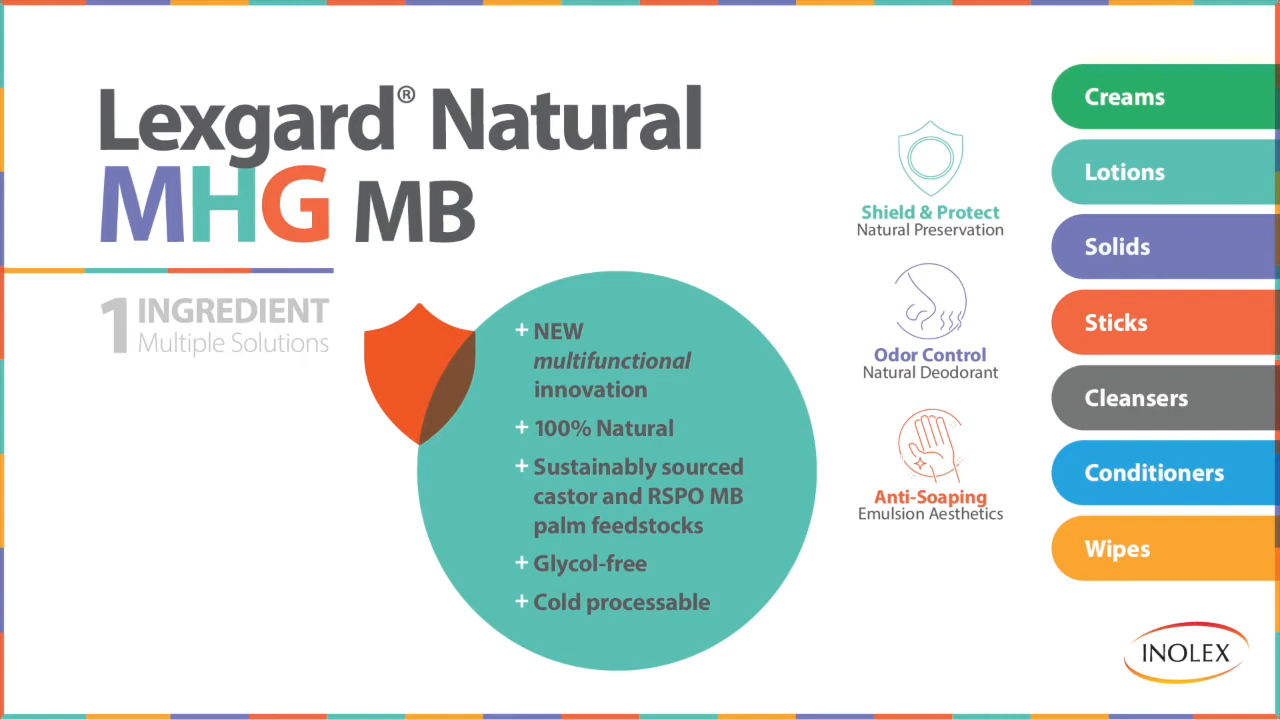 Lexgard® Natural
MHG MB
1 INGREDIENT
Multiple Solutions
+ NEW
multifunctional
innovation
+ 100% Natural
+ Sustainably sourced
castor and RSPO MB
palm feedstocks
+ Glycol-free
+ Cold processable
Shield & Protect
Natural Preservation
Odor Control
Natural Deodorant
Anti-Soaping
Emulsion Aesthetics
Creams
Lotions
Solids
Sticks
Cleansers
Conditioners
Wipes
INOLEX